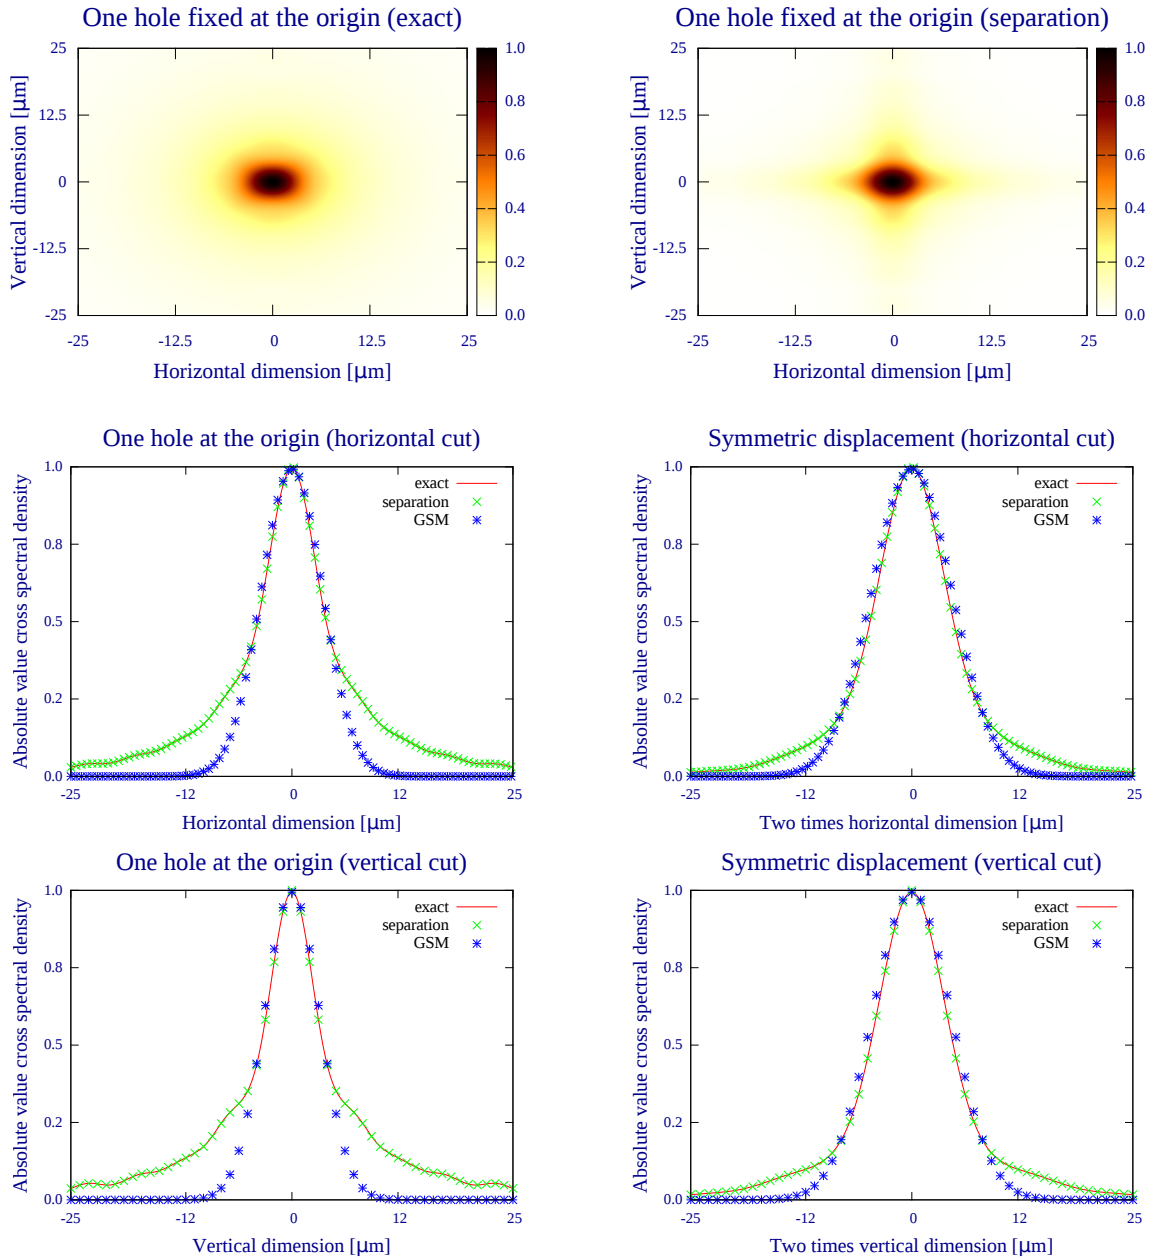 One hole fixed at the origin (exact)
Vertical dimension [μm]
25
12.5
0
-12.5
-25
-25 -12.5 0 12.5 25
Horizontal dimension [μm]
1.0
0.8
0.6
0.4
0.2
0.0
One hole fixed at the origin (separation)
Vertical dimension [μm]
25
12.5
0
-12.5
-25
-25 -12.5 0 12.5 25
Horizontal dimension [μm]
1.0
0.8
0.6
0.4
0.2
0.0
One hole at the origin (horizontal cut)
Absolute value cross spectral density
1.0
0.8
0.5
0.2
0.0
exact
separation
GSM
-25 -12 0 12 25
Horizontal dimension [μm]
Symmetric displacement (horizontal cut)
Absolute value cross spectral density
1.0
0.8
0.5
0.2
0.0
exact
separation
GSM
-25 -12 0 12 25
Two times horizontal dimension [μm]
One hole at the origin (vertical cut)
Absolute value cross spectral density
1.0
0.8
0.5
0.2
0.0
exact
separation
GSM
-25 -12 0 12 25
Vertical dimension [μm]
Symmetric displacement (vertical cut)
Absolute value cross spectral density
1.0
0.8
0.5
0.2
0.0
exact
separation
GSM
-25 -12 0 12 25
Two times vertical dimension [μm]